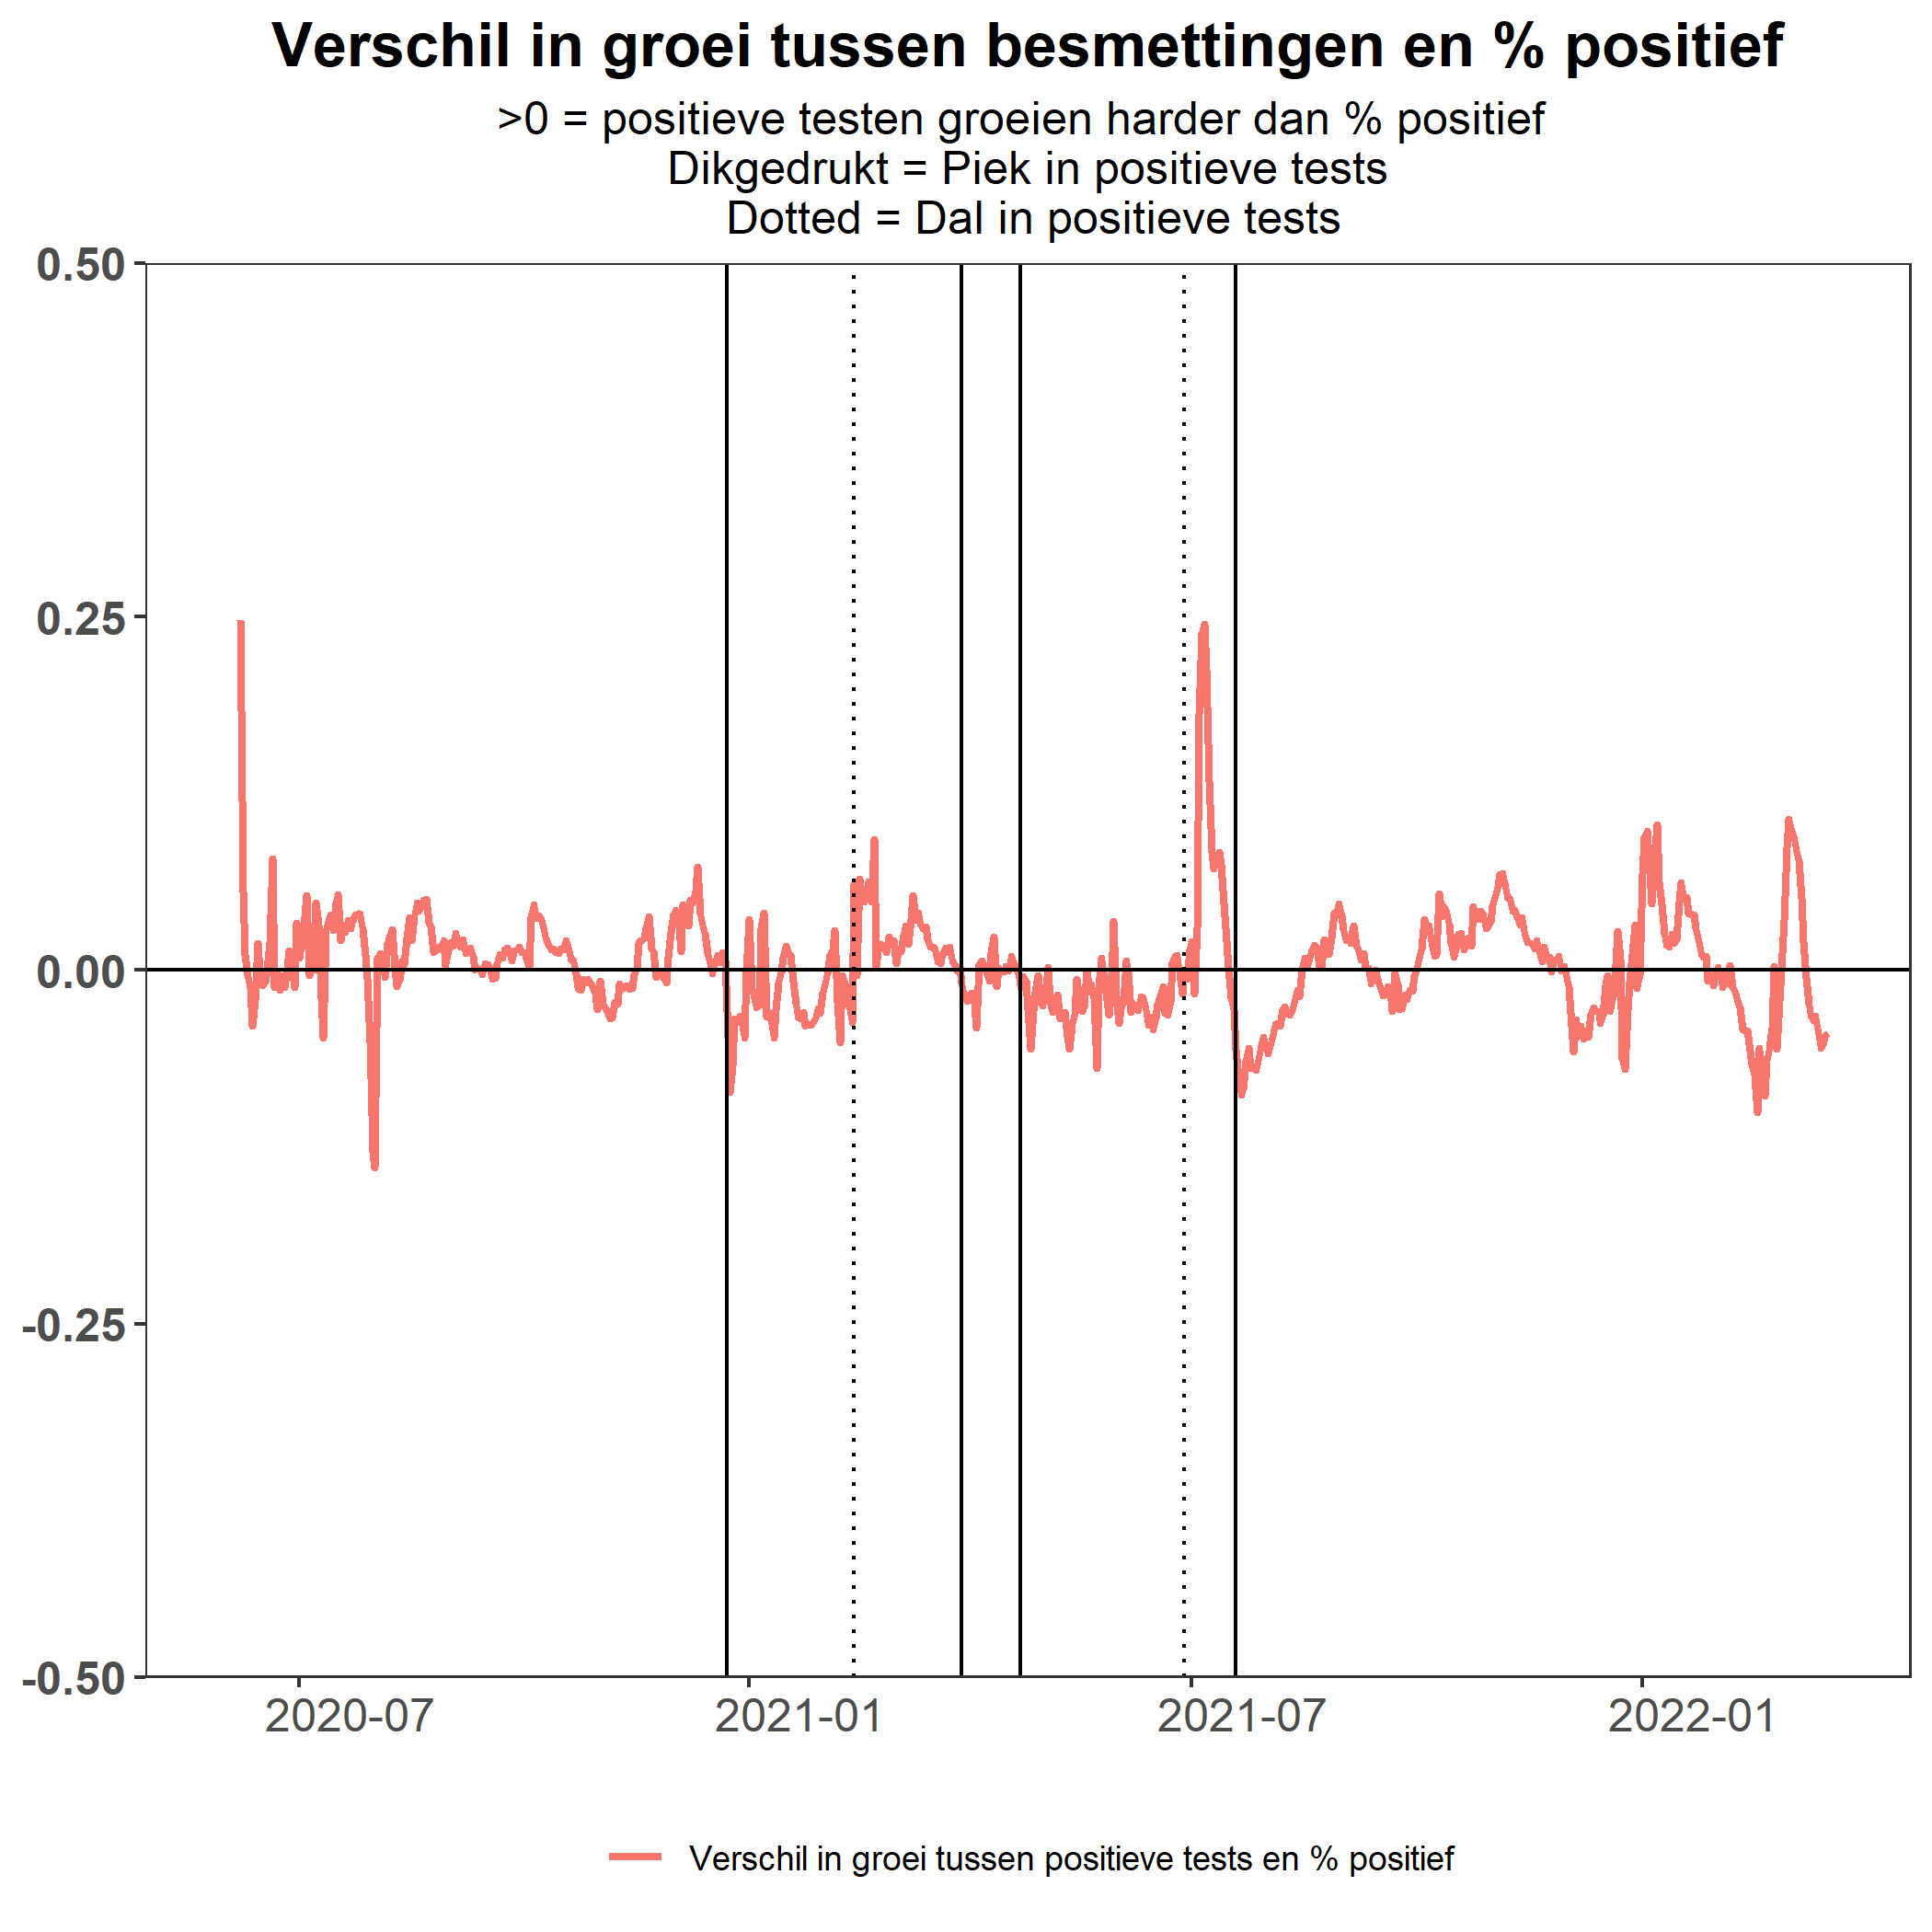 Verschil in groei tussen besmettingen en % positief
>0 = positieve testen groeien harder dan % positief
Dikgedrukt = Piek in positieve tests
Dotted = Dal in positieve tests
0.50
0.25
0.00
-0.25
-0.50
2020-07
2021-01
2021-07
2022-01
Verschil in groei tussen positieve tests en % positief